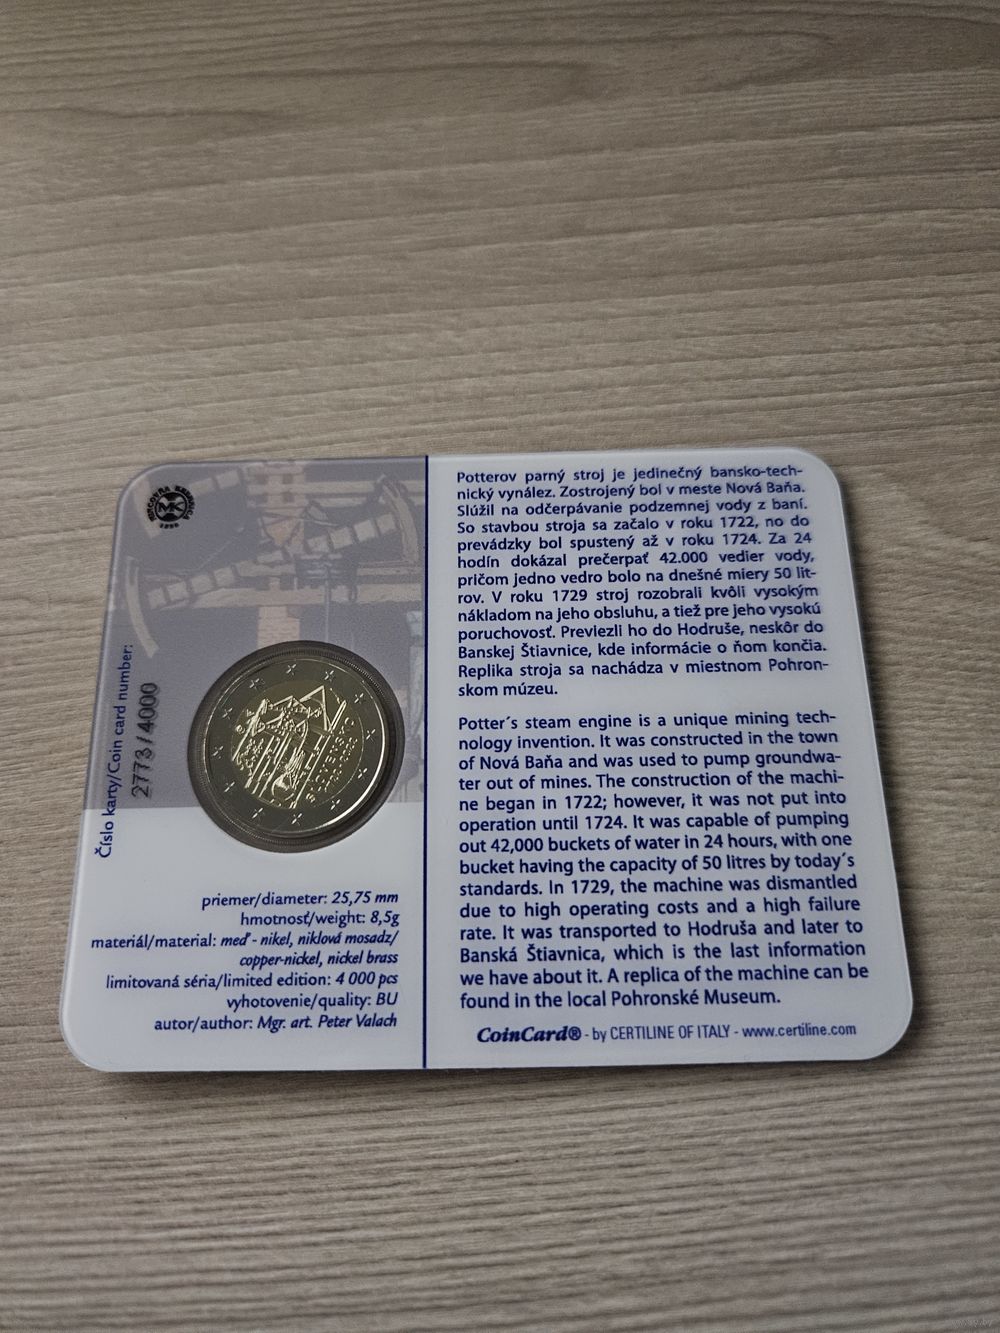 MINCOVŇA KREMNICA
MK
Číslo karty/Coin card number:
2773/4000
SLOVENSKO
priemer/diameter: 25,75 mm
hmotnosť/weight: 8,5g
materiál/material: meď - nikel, niklová mosadz/
copper-nickel, nickel brass
limitovaná séria/limited edition: 4 000 pcs
vyhotovenie/quality: BU
autor/author: Mgr. art. Peter Valach
Potterov parný stroj je jedinečný bansko-tech-
nický vynález. Zostrojený bol v meste Nová Baňa.
Slúžil na odčerpávanie podzemnej vody z baní.
So stavbou stroja sa začalo v roku 1722, no do
prevádzky bol spustený až v roku 1724. Za 24
hodín dokázal prečerpať 42.000 vedier vody,
pričom jedno vedro bolo na dnešné miery 50 lit-
rov. V roku 1729 stroj rozobrali kvôli vysokým
nákladom na jeho obsluhu, a tiež pre jeho vysokú
poruchovosť. Previezli ho do Hodruše, neskôr do
Banskej Štiavnice, kde informácie o ňom končia.
Replika stroja sa nachádza v miestnom Pohron-
skom múzeu.
Potter´s steam engine is a unique mining tech-
nology invention. It was constructed in the town
of Nová Baňa and was used to pump groundwa-
ter out of mines. The construction of the machi-
ne began in 1722; however, it was not put into
operation until 1724. It was capable of pumping
out 42,000 buckets of water in 24 hours, with one
bucket having the capacity of 50 litres by today´s
standards. In 1729, the machine was dismantled
due to high operating costs and a high failure
rate. It was transported to Hodruša and later to
Banská Štiavnica, which is the last information
we have about it. A replica of the machine can be
found in the local Pohronské Museum.
CoinCard® - by CERTILINE OF ITALY - www.certiline.com